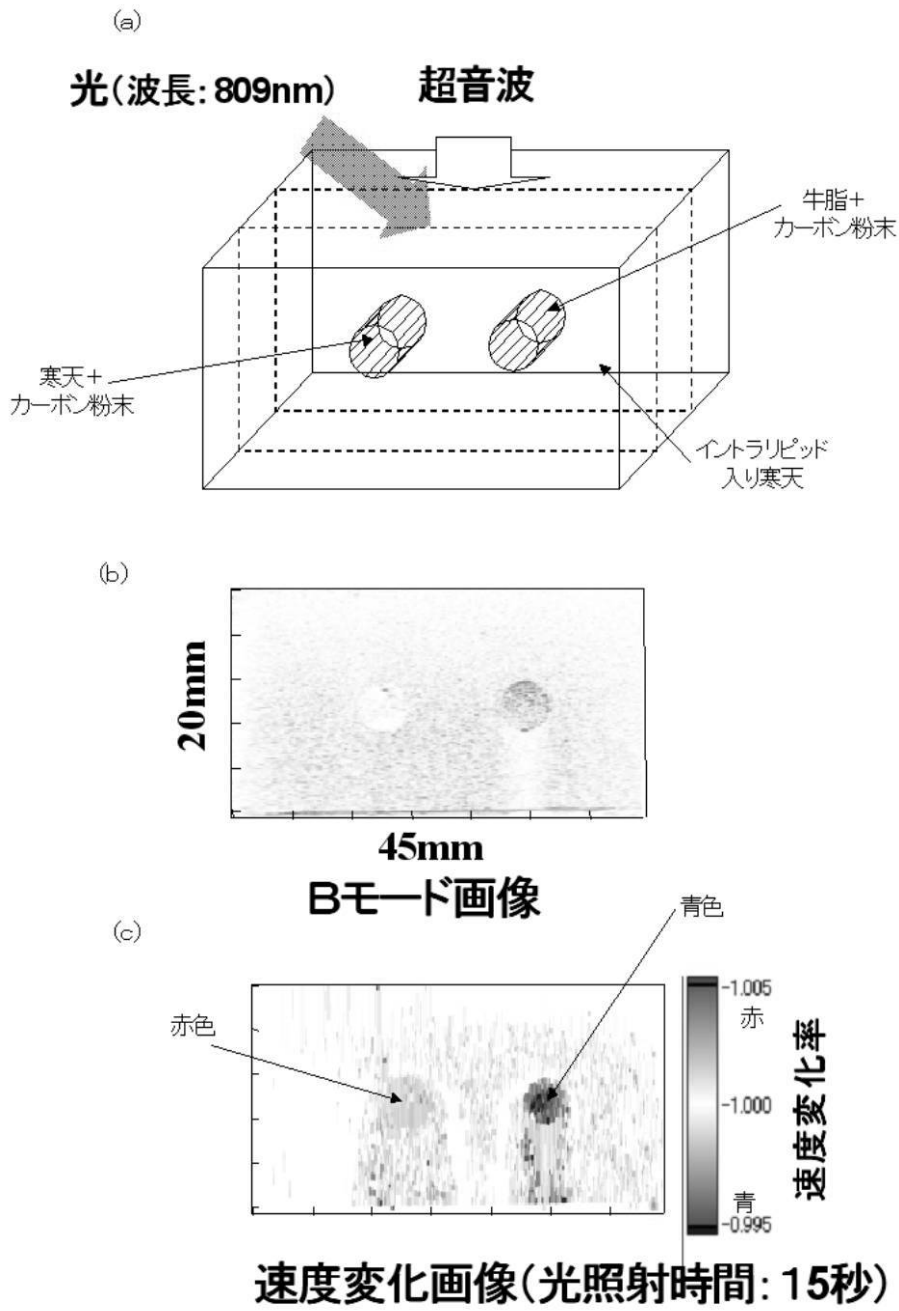 (a)
光(波長: 809nm)
超音波
牛脂+
カーボン粉末
寒天+
カーボン粉末
イントラリピッド
入り寒天
(b)
20mm
45mm
Bモード画像
(c)
青色
赤色
-1.005
赤
-1.000
青
-0.995
速度変化率
速度変化画像(光照射時間: 15秒)